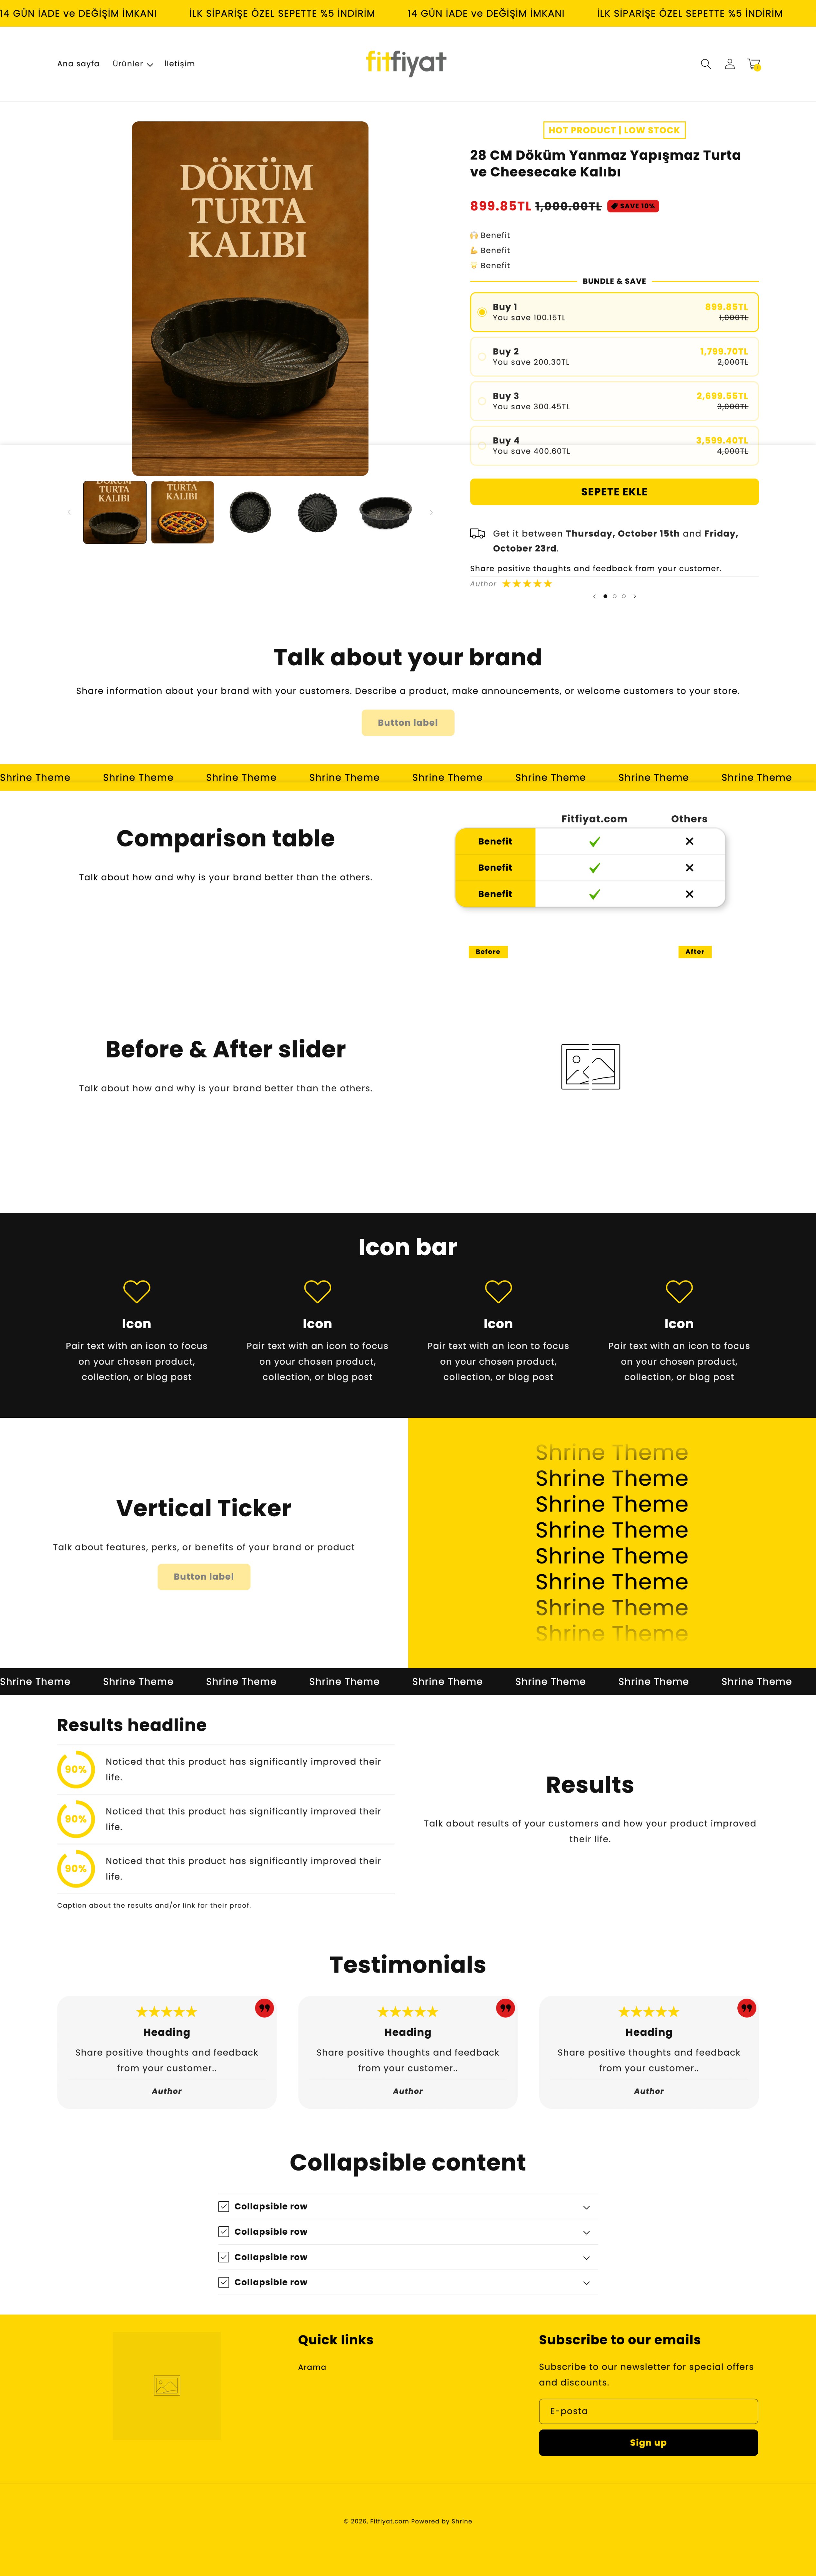 14 GÜN İADE ve DEĞİŞİM İMKANI İLK SİPARİŞE ÖZEL SEPETTE %5 İNDİRİM 14 GÜN İADE ve DEĞİŞİM İMKANI İLK SİPARİŞE ÖZEL SEPETTE %5 İNDİRİM
Ana sayfa Ürünler İletişim
fitfiyat
1
DÖKÜM
TURTA
KALIBI
DÖKÜM
TURTA
KALIBI
TURTA
KALIBI
HOT PRODUCT | LOW STOCK
28 CM Döküm Yanmaz Yapışmaz Turta
ve Cheesecake Kalıbı
899.85TL 1,000.00TL SAVE 10%
Benefit
Benefit
Benefit
BUNDLE & SAVE
Buy 1 899.85TL
You save 100.15TL 1,000TL
Buy 2 1,799.70TL
You save 200.30TL 2,000TL
Buy 3 2,699.55TL
You save 300.45TL 3,000TL
Buy 4 3,599.40TL
You save 400.60TL 4,000TL
SEPETE EKLE
Get it between Thursday, October 15th and Friday,
October 23rd.
Share positive thoughts and feedback from your customer.
Author
Talk about your brand
Share information about your brand with your customers. Describe a product, make announcements, or welcome customers to your store.
Button label
Shrine Theme Shrine Theme Shrine Theme Shrine Theme Shrine Theme Shrine Theme Shrine Theme Shrine Theme
Comparison table
Talk about how and why is your brand better than the others.
Fitfiyat.com Others
Benefit
Benefit
Benefit
Before After
Before & After slider
Talk about how and why is your brand better than the others.
Icon bar
Icon
Pair text with an icon to focus
on your chosen product,
collection, or blog post
Icon
Pair text with an icon to focus
on your chosen product,
collection, or blog post
Icon
Pair text with an icon to focus
on your chosen product,
collection, or blog post
Icon
Pair text with an icon to focus
on your chosen product,
collection, or blog post
Vertical Ticker
Talk about features, perks, or benefits of your brand or product
Button label
Shrine Theme
Shrine Theme
Shrine Theme
Shrine Theme
Shrine Theme
Shrine Theme
Shrine Theme
Shrine Theme
Shrine Theme Shrine Theme Shrine Theme Shrine Theme Shrine Theme Shrine Theme Shrine Theme Shrine Theme
Results headline
90% Noticed that this product has significantly improved their
life.
90% Noticed that this product has significantly improved their
life.
90% Noticed that this product has significantly improved their
life.
Caption about the results and/or link for their proof.
Results
Talk about results of your customers and how your product improved
their life.
Testimonials
Heading
Share positive thoughts and feedback
from your customer..
Author
Heading
Share positive thoughts and feedback
from your customer..
Author
Heading
Share positive thoughts and feedback
from your customer..
Author
Collapsible content
Collapsible row
Collapsible row
Collapsible row
Collapsible row
Quick links
Arama
Subscribe to our emails
Subscribe to our newsletter for special offers
and discounts.
E-posta
Sign up
© 2026, Fitfiyat.com Powered by Shrine